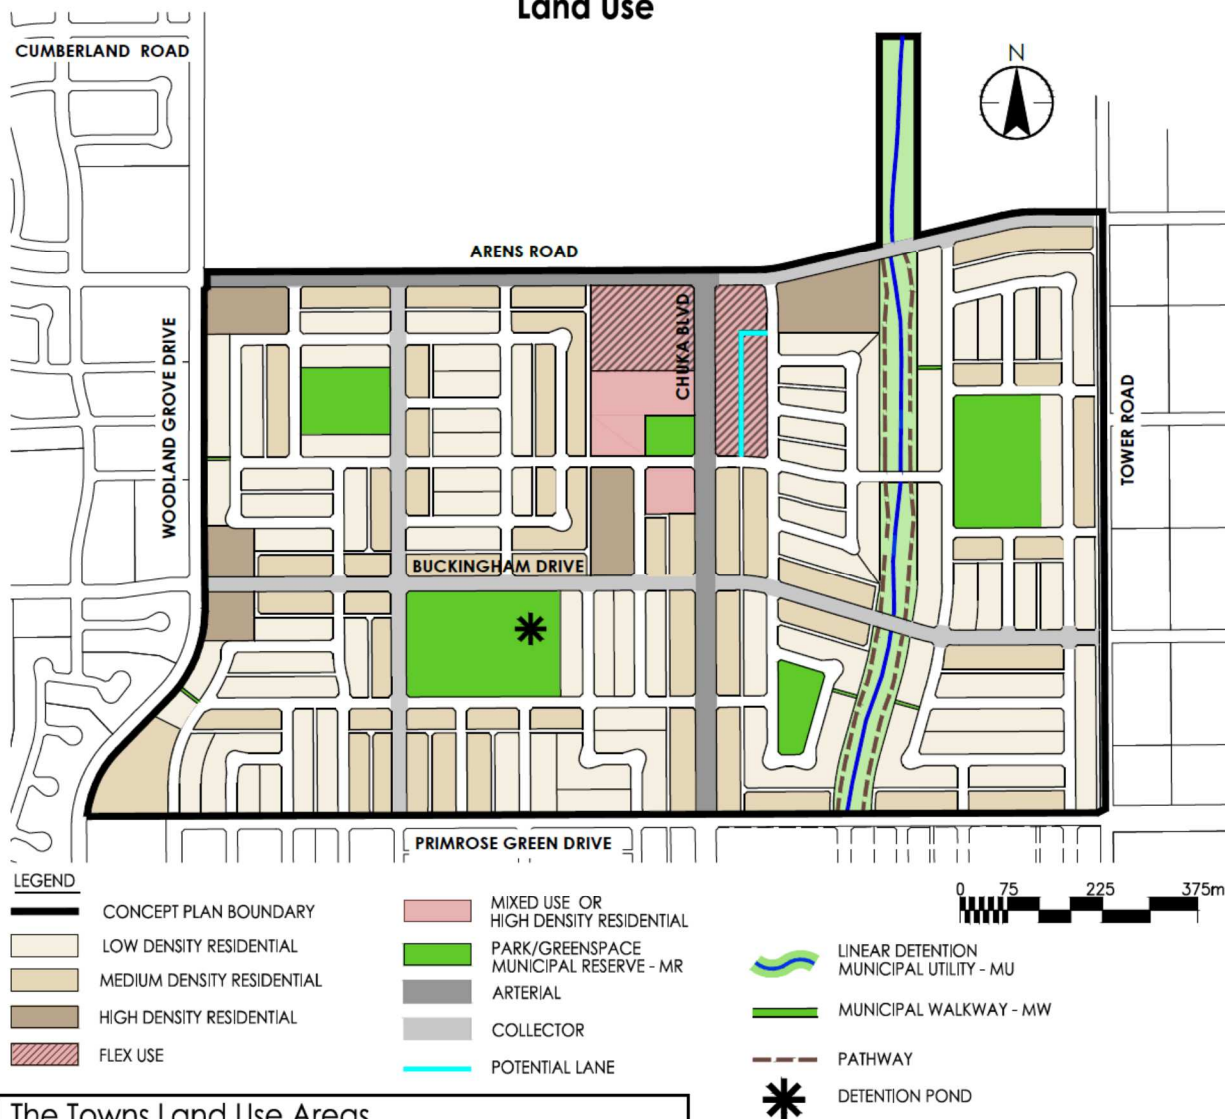 Land Use
CUMBERLAND ROAD
N
ARENS ROAD
CHUKA BLVD
WOODLAND GROVE DRIVE
TOWER ROAD
BUCKINGHAM DRIVE
PRIMROSE GREEN DRIVE
LEGEND
CONCEPT PLAN BOUNDARY
LOW DENSITY RESIDENTIAL
MEDIUM DENSITY RESIDENTIAL
HIGH DENSITY RESIDENTIAL
FLEX USE
MIXED USE OR
HIGH DENSITY RESIDENTIAL
PARK/GREENSPACE
MUNICIPAL RESERVE - MR
ARTERIAL
COLLECTOR
POTENTIAL LANE
0 75 225 375m
LINEAR DETENTION
MUNICIPAL UTILITY - MU
MUNICIPAL WALKWAY - MW
PATHWAY
DETENTION POND
The Towns Land Use Areas